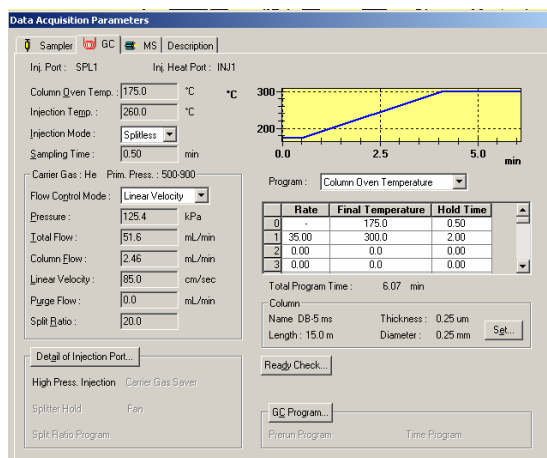 Data Acquisition Parameters
Sampler GC MS Description
Inj. Port : SPL1 Inj. Heat Port : INJ1
Column Oven Temp. : 175.0 °C
Injection Temp. : 260.0 °C
Injection Mode : Splitless
Sampling Time : 0.50 min
°C
300
200
0.0 2.5 5.0
min
Carrier Gas : He Prim. Press. : 500-900
Flow Control Mode : Linear Velocity
Pressure : 125.4 kPa
Total Flow : 51.6 mL/min
Column Flow : 2.46 mL/min
Linear Velocity : 85.0 cm/sec
Purge Flow : 0.0 mL/min
Split Ratio : 20.0
Program : Column Oven Temperature
Rate Final Temperature Hold Time
0 - 175.0 0.50
1 35.00 300.0 2.00
2 0.00 0.0 0.00
3 0.00 0.0 0.00
Total Program Time : 6.07 min
Column
Name DB-5 ms Thickness : 0.25 um
Length : 15.0 m Diameter : 0.25 mm
Set...
Detail of Injection Port...
High Press. Injection Carrier Gas Saver
Splitter Hold Fan
Split Ratio Program
Ready Check...
GC Program...
Prerun Program Time Program